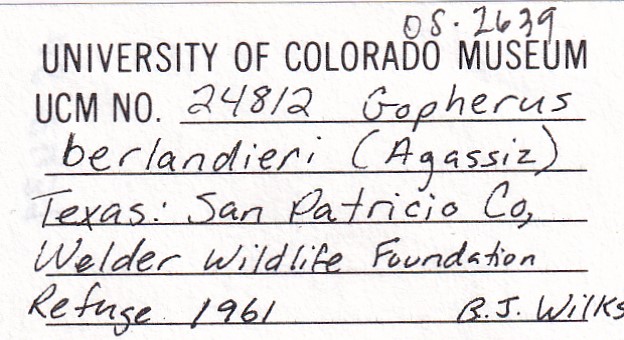 OS·2639
UNIVERSITY OF COLORADO MUSEUM
UCM NO. 24812 Gopherus
berlandieri (Agassiz)
Texas: San Patricio Co,
Welder Wildlife Foundation
Refuge 1961 B.J. Wilks